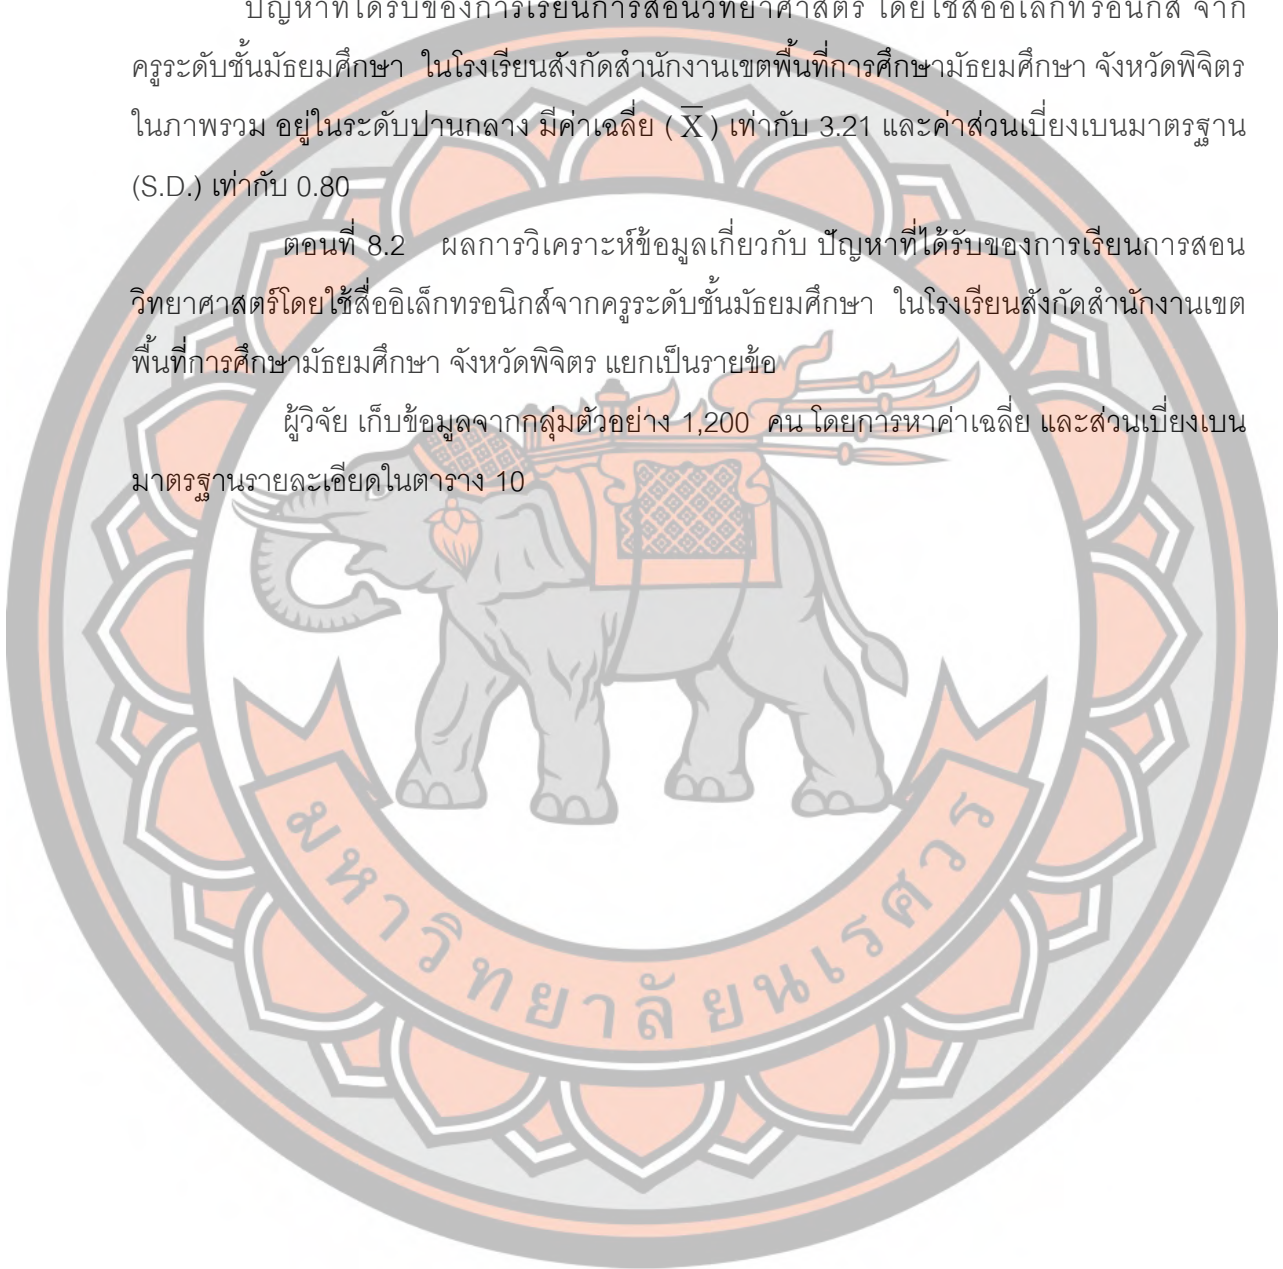 ปัญหาที่ได้รับของการเรียนการสอนวิทยาศาสตร์ โดยใช้สื่ออิเล็กทรอนิกส์ จาก
ครูระดับชั้นมัธยมศึกษา ในโรงเรียนสังกัดสำนักงานเขตพื้นที่การศึกษามัธยมศึกษา จังหวัดพิจิตร
ในภาพรวม อยู่ในระดับปานกลาง มีค่าเฉลี่ย ( X̅ ) เท่ากับ 3.21 และค่าส่วนเบี่ยงเบนมาตรฐาน
(S.D.) เท่ากับ 0.80
ตอนที่ 8.2 ผลการวิเคราะห์ข้อมูลเกี่ยวกับ ปัญหาที่ได้รับของการเรียนการสอน
วิทยาศาสตร์โดยใช้สื่ออิเล็กทรอนิกส์จากครูระดับชั้นมัธยมศึกษา ในโรงเรียนสังกัดสำนักงานเขต
พื้นที่การศึกษามัธยมศึกษา จังหวัดพิจิตร แยกเป็นรายข้อ
ผู้วิจัย เก็บข้อมูลจากกลุ่มตัวอย่าง 1,200 คน โดยการหาค่าเฉลี่ย และส่วนเบี่ยงเบน
มาตรฐานรายละเอียดในตาราง 10
มหาวิทยาลัยนเรศวร